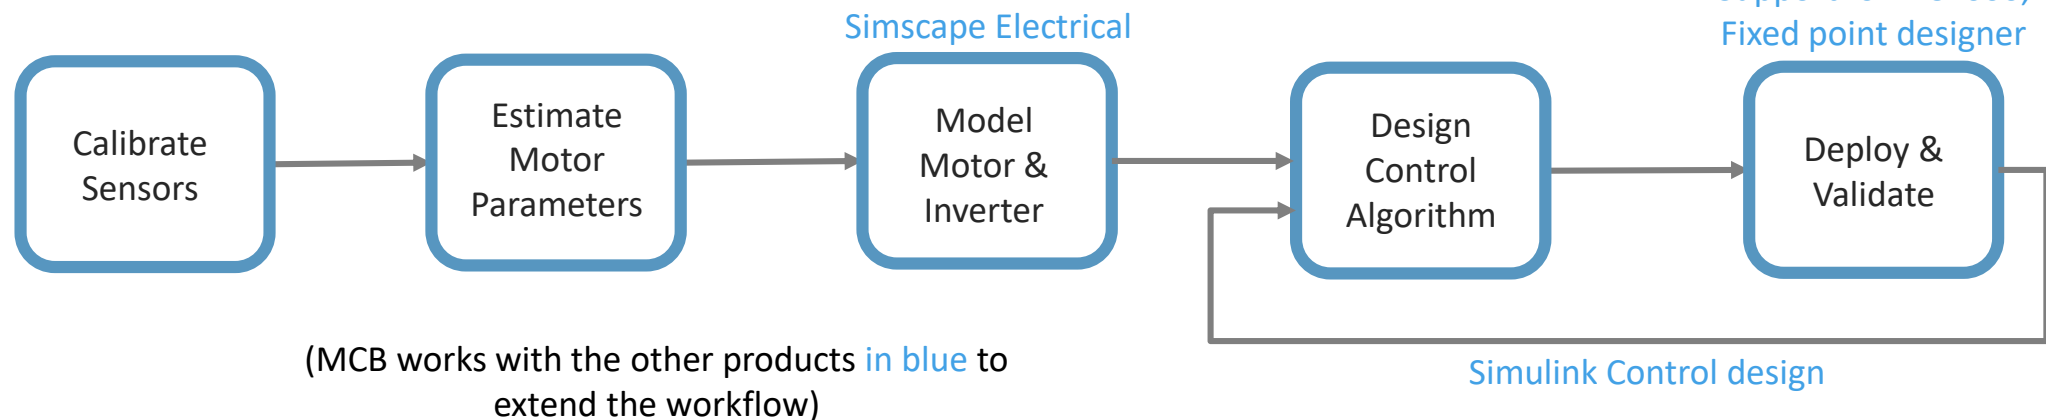 Simscape Electrical
Fixed point designer
Calibrate
Sensors
Estimate
Motor
Parameters
Model
Motor &
Inverter
Design
Control
Algorithm
Deploy &
Validate
(MCB works with the other products in blue to
extend the workflow)
Simulink Control design